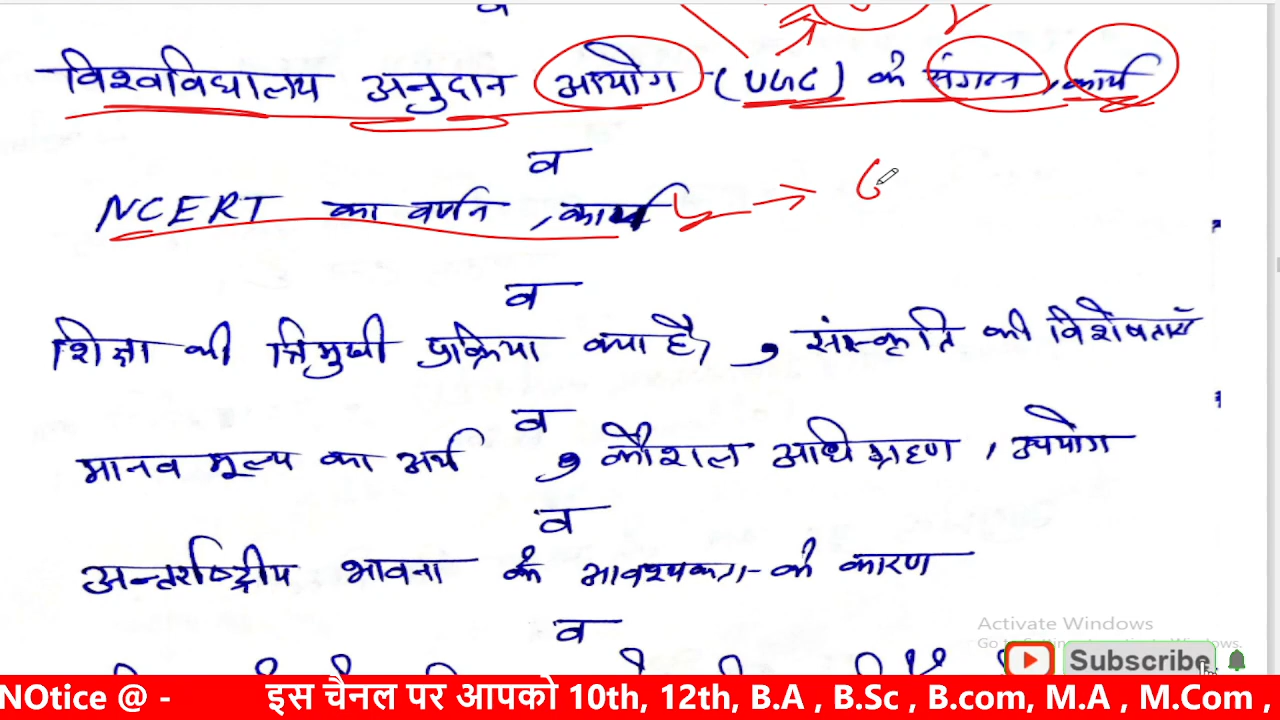 व
विश्वविद्यालय अनुदान आयोग (UGC) के संगठन, कार्य
व
NCERT का वर्णन, कार्य
व
शिक्षा की त्रिमुखी प्रक्रिया क्या है, , संस्कृति की विशेषतायें
व
मानव मूल्य का अर्थ , कौशल अधिग्रहण, उपयोग
व
अन्तर्राष्ट्रीय भावना के आवश्यकता के कारण
व
Activate Windows
Subscribe
NOtice @ - इस चैनल पर आपको 10th, 12th, B.A , B.Sc , B.com, M.A , M.Com ,